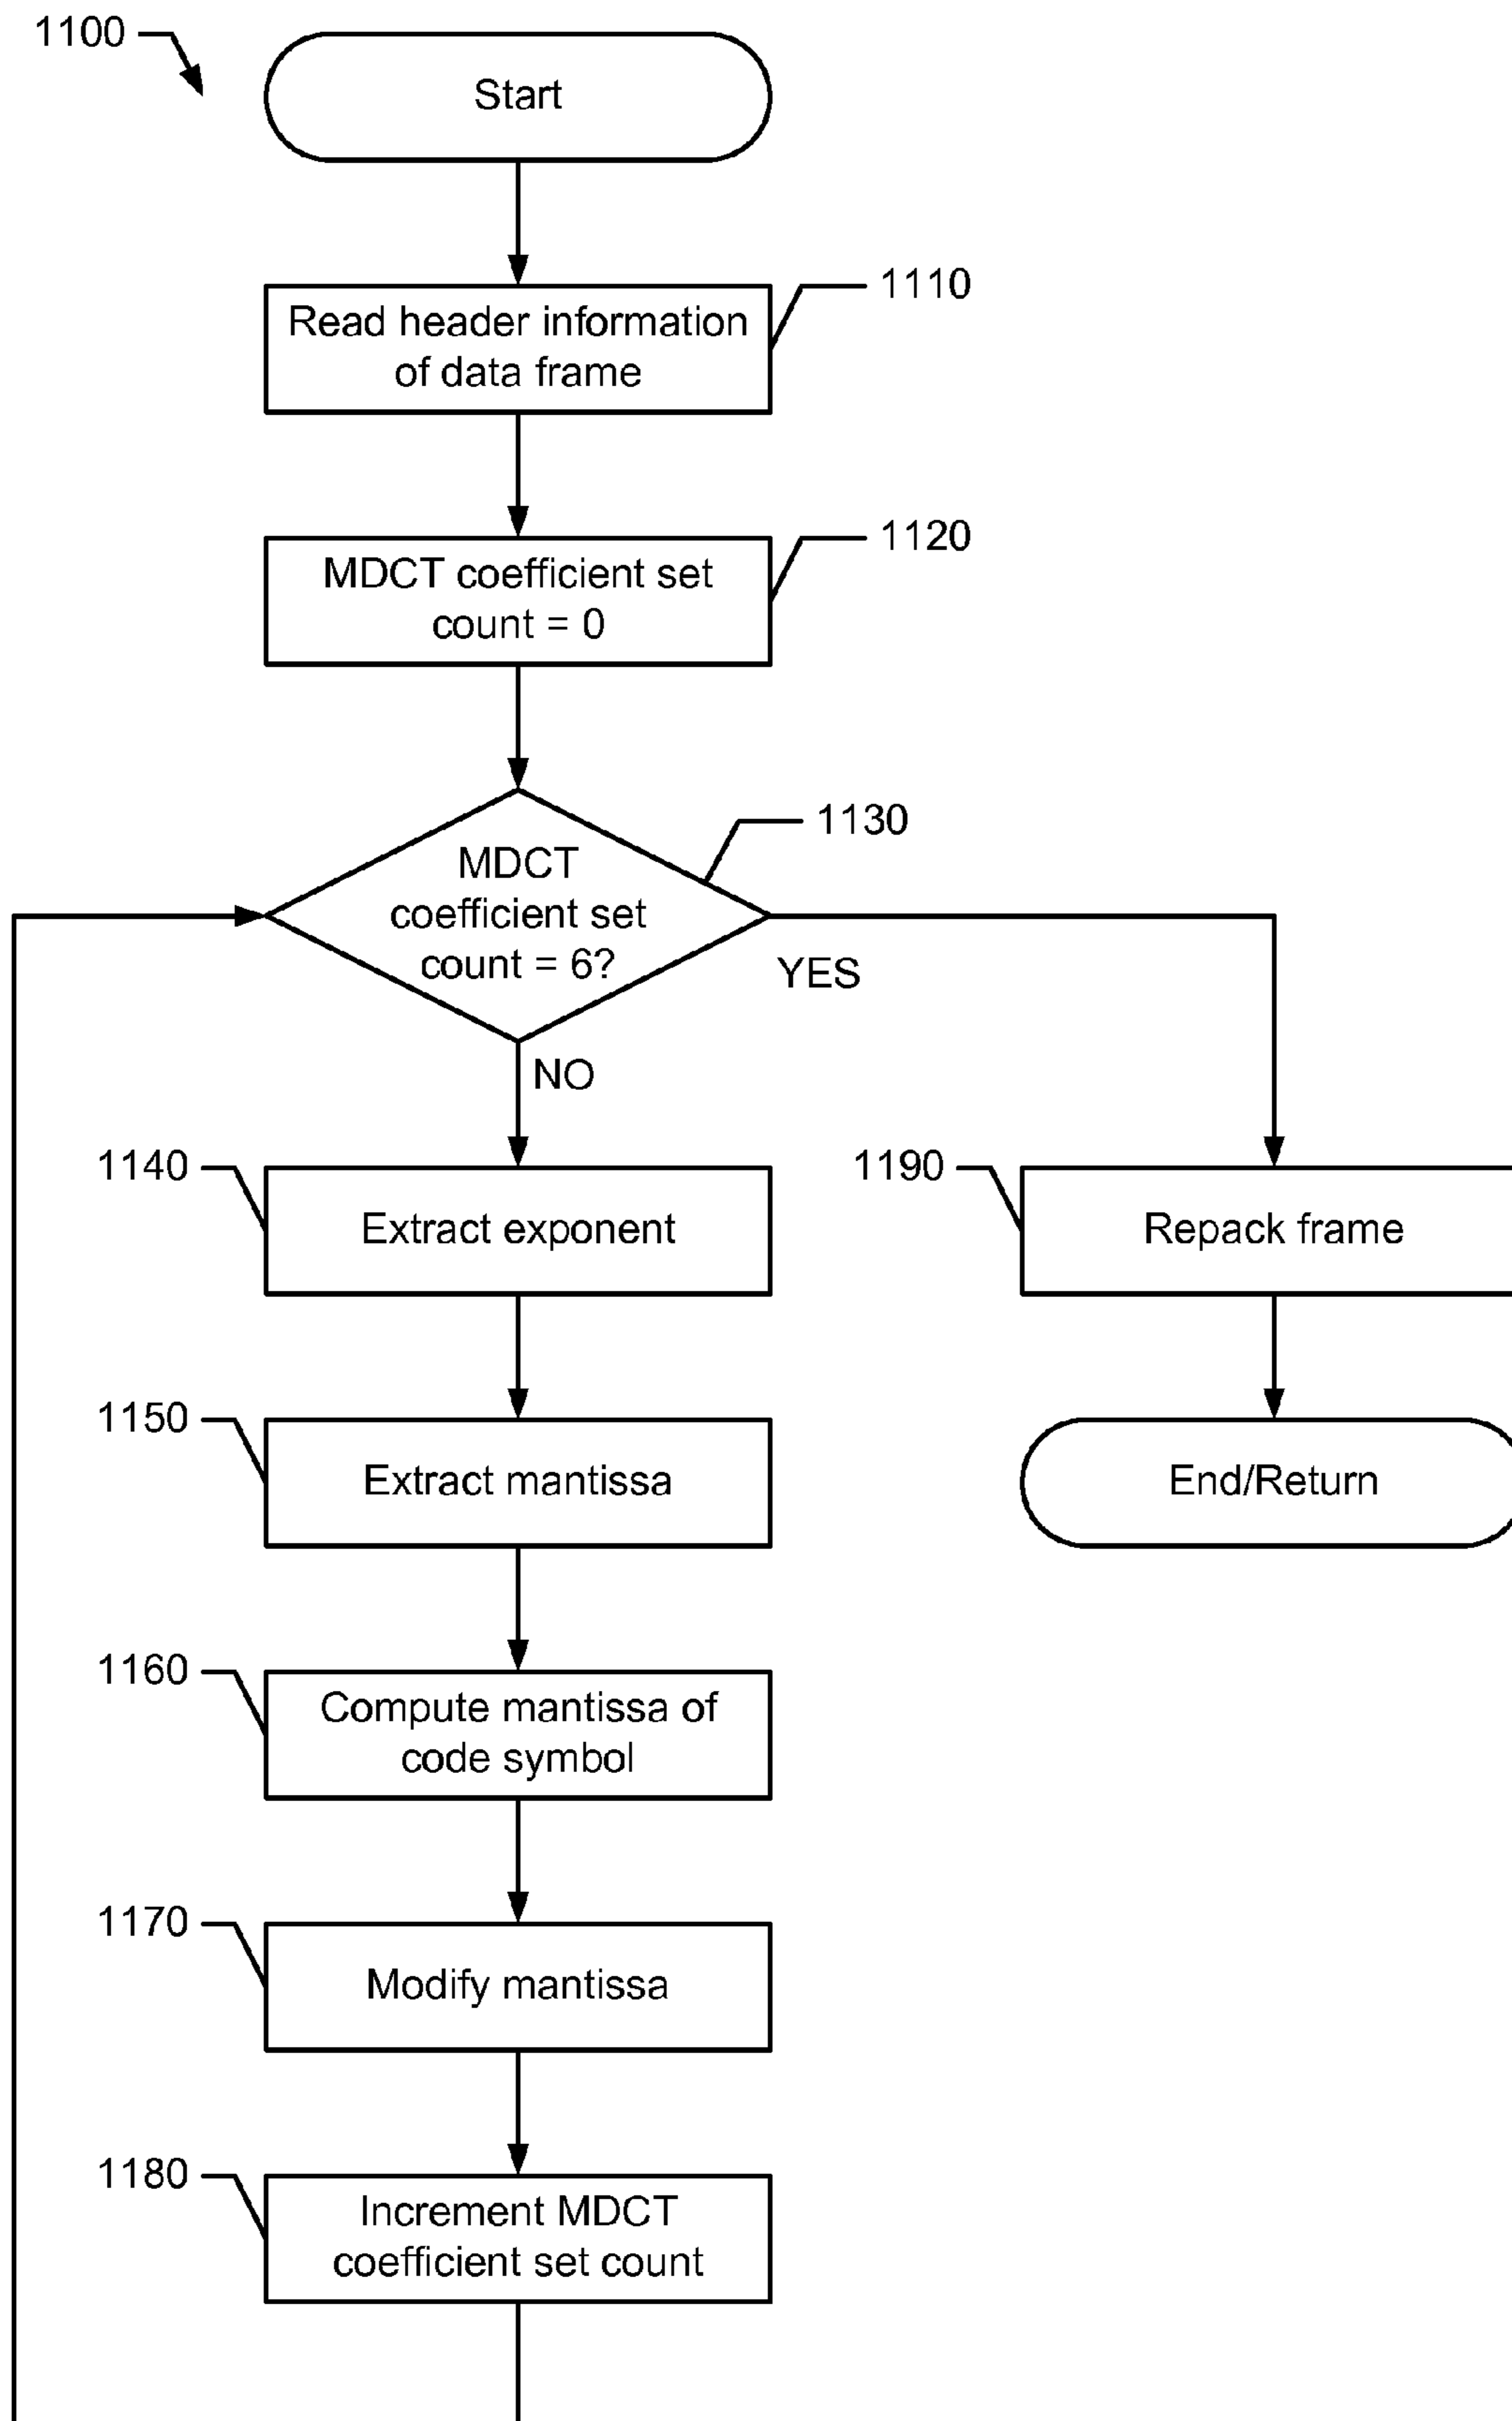 1100
Start
1110
Read header information
of data frame
1120
MDCT coefficient set
count = 0
1130
MDCT
coefficient set
count = 6?
YES
NO
1140
Extract exponent
1190
Repack frame
1150
Extract mantissa
End/Return
1160
Compute mantissa of
code symbol
1170
Modify mantissa
1180
Increment MDCT
coefficient set count